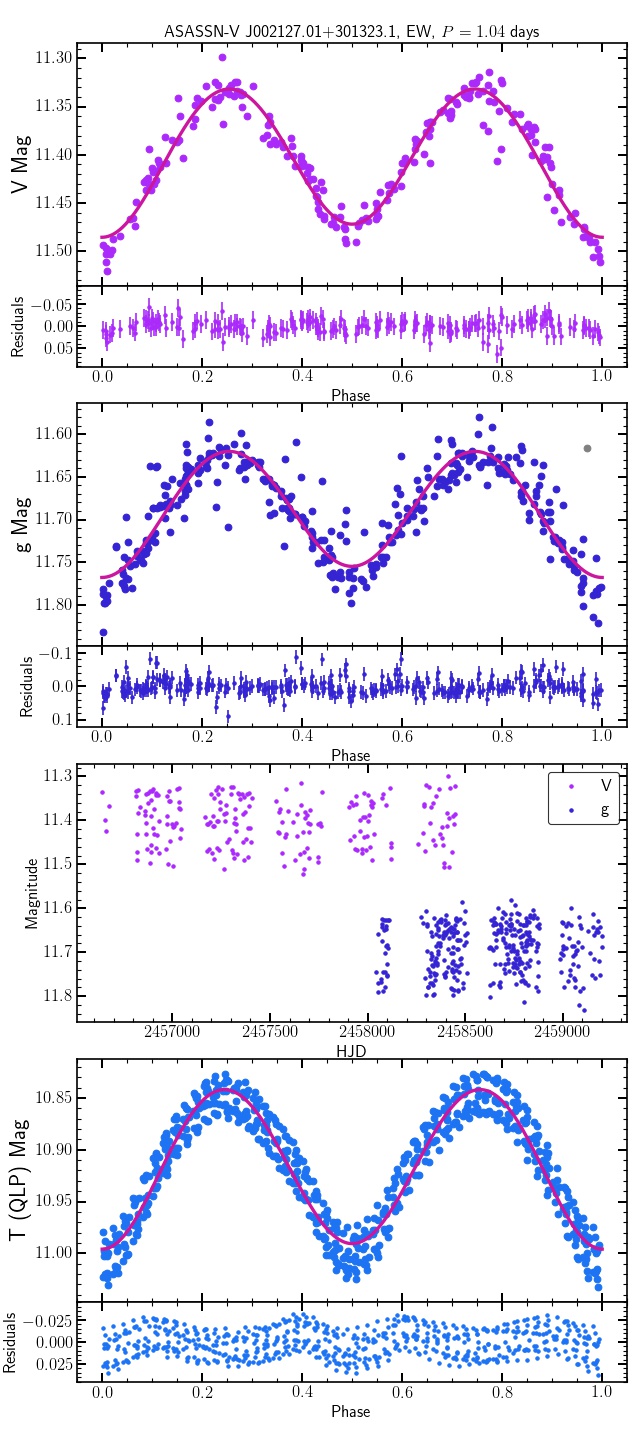 ASASSN-V J002127.01+301323.1, EW, P = 1.04 days
11.30
11.35
11.40
11.45
11.50
V Mag
−0.05
0.00
0.05
Residuals
0.0 0.2 0.4 0.6 0.8 1.0
Phase
11.60
11.65
11.70
11.75
11.80
g Mag
−0.1
0.0
0.1
Residuals
0.0 0.2 0.4 0.6 0.8 1.0
Phase
11.3
11.4
11.5
11.6
11.7
11.8
Magnitude
V
g
2457000 2457500 2458000 2458500 2459000
HJD
10.85
10.90
10.95
11.00
T (QLP) Mag
−0.025
0.000
0.025
Residuals
0.0 0.2 0.4 0.6 0.8 1.0
Phase